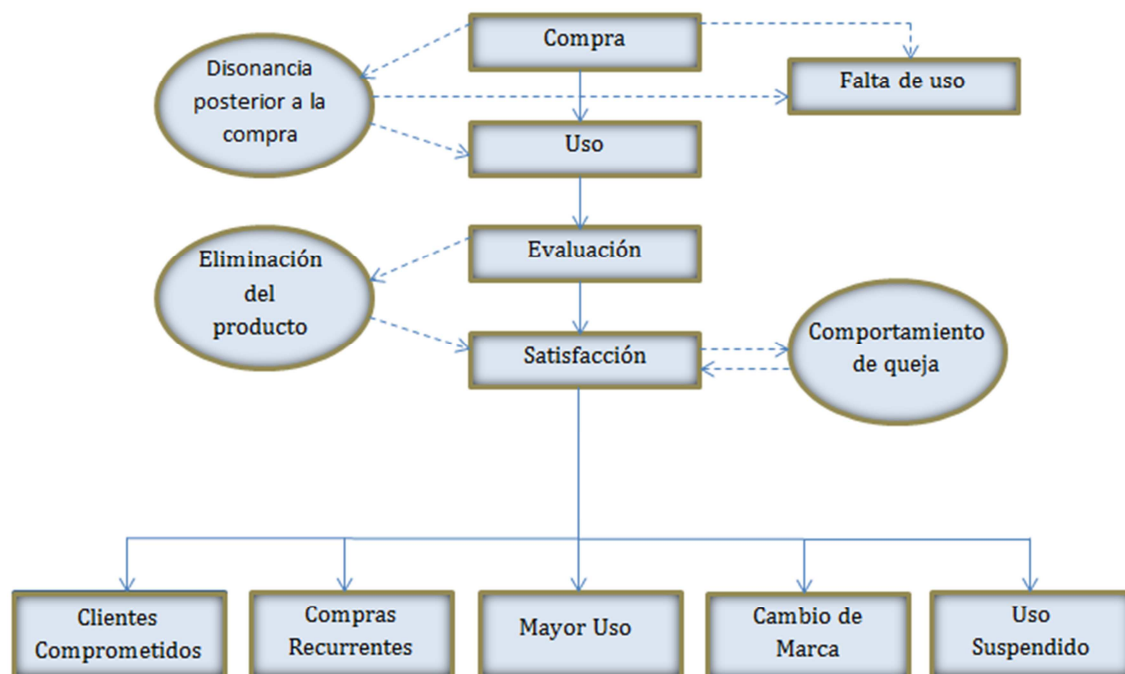 Compra
Disonancia
posterior a la
compra
Falta de uso
Uso
Evaluación
Eliminación
del
producto
Satisfacción
Comportamiento
de queja
Clientes
Comprometidos
Compras
Recurrentes
Mayor Uso
Cambio de
Marca
Uso
Suspendido